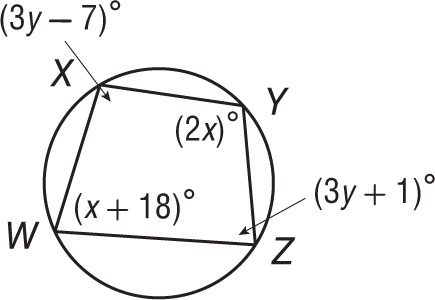 (3y – 7)°
X
Y
(2x)°
(x + 18)°
(3y + 1)°
W
Z